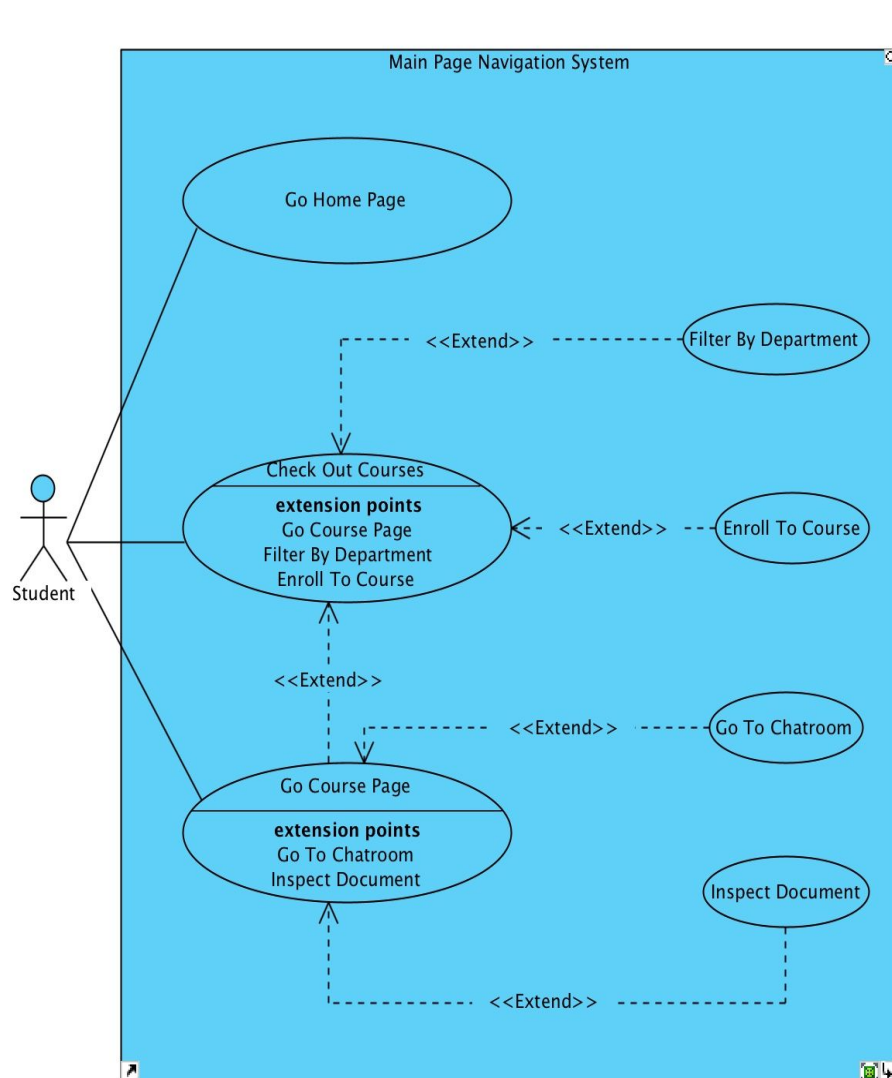 Main Page Navigation System
Go Home Page
<<Extend>>
Filter By Department
Check Out Courses
extension points
Go Course Page
Filter By Department
Enroll To Course
<<Extend>>
Enroll To Course
Student
<<Extend>>
<<Extend>>
Go To Chatroom
Go Course Page
extension points
Go To Chatroom
Inspect Document
Inspect Document
<<Extend>>